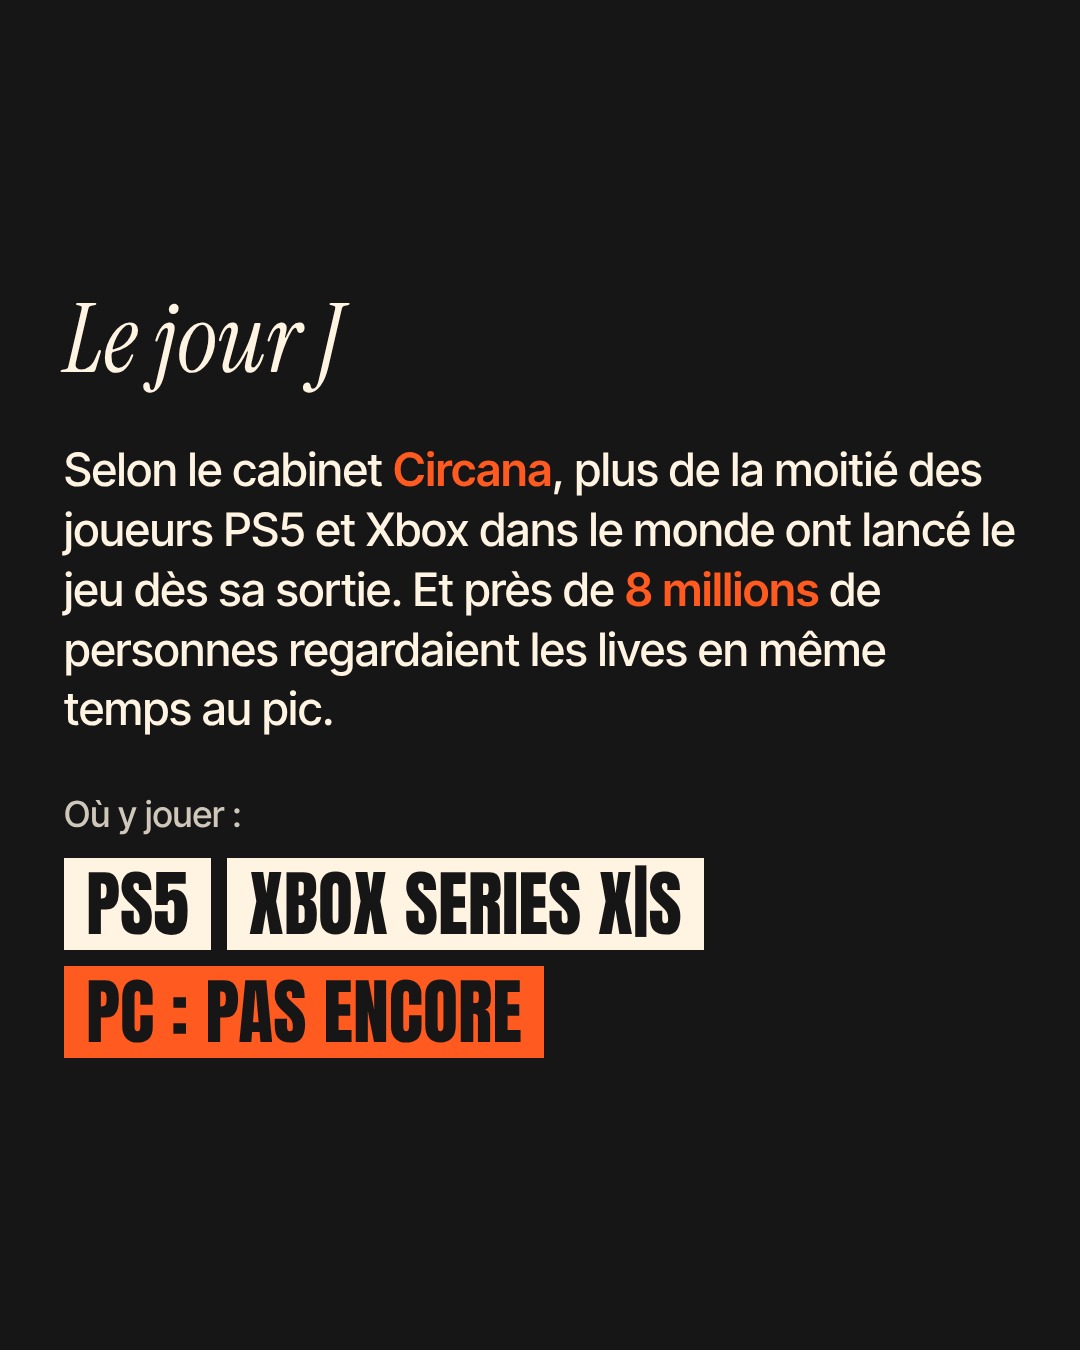 Le jour J
Selon le cabinet Circana, plus de la moitié des
joueurs PS5 et Xbox dans le monde ont lancé le
jeu dès sa sortie. Et près de 8 millions de
personnes regardaient les lives en même
temps au pic.
Où y jouer :
PS5 XBOX SERIES X|S
PC : PAS ENCORE